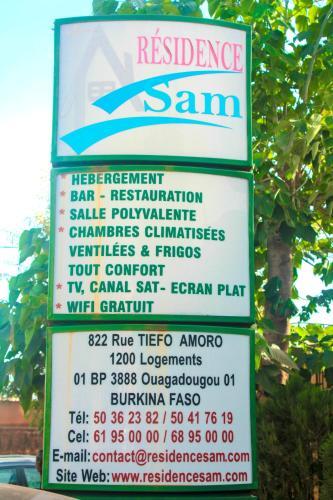 RÉSIDENCE
Sam
* HEBERGEMENT
* BAR - RESTAURATION
* SALLE POLYVALENTE
* CHAMBRES CLIMATISÉES
VENTILÉES & FRIGOS
TOUT CONFORT
* TV, CANAL SAT- ECRAN PLAT
* WIFI GRATUIT
822 Rue TIEFO AMORO
1200 Logements
01 BP 3888 Ouagadougou 01
BURKINA FASO
Tél: 50 36 23 82 / 50 41 76 19
Cel: 61 95 00 00 / 68 95 00 00
E-mail: contact@residencesam.com
Site Web: www.residencesam.com